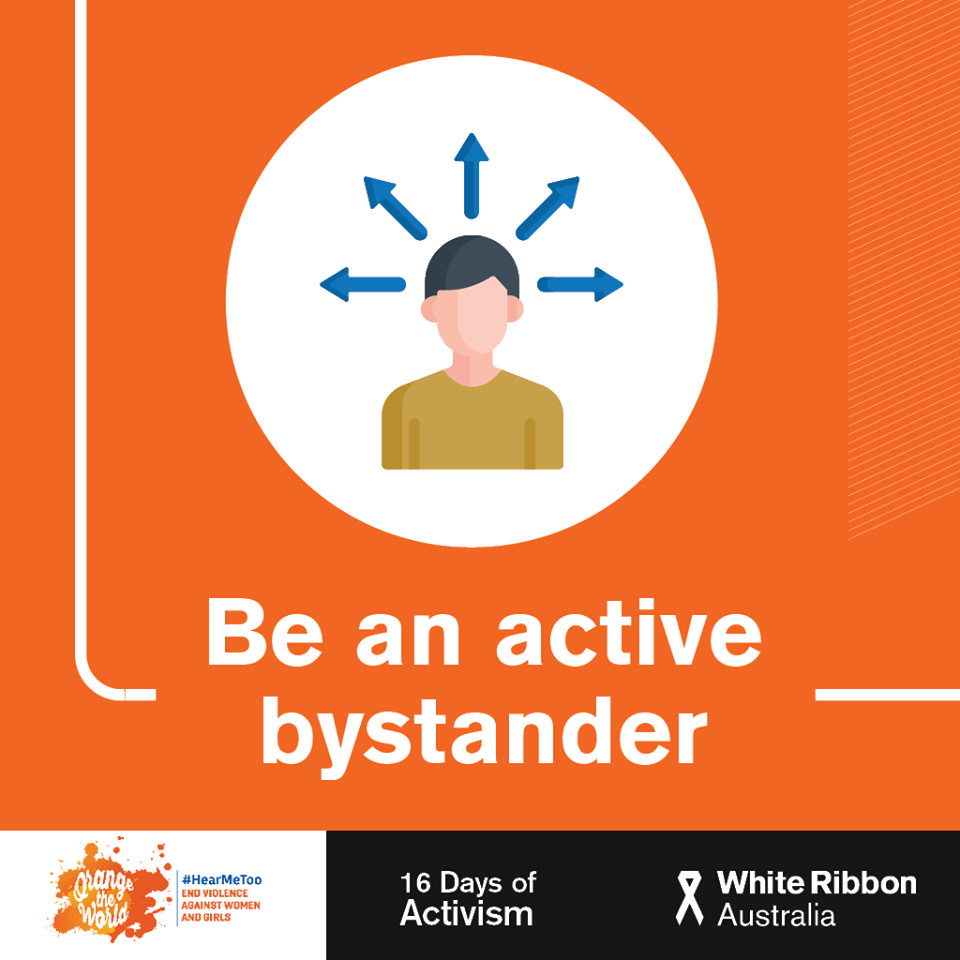 Be an active
bystander
Orange
the
World
#HearMeToo
END VIOLENCE
AGAINST WOMEN
AND GIRLS
16 Days of
Activism
White Ribbon
Australia